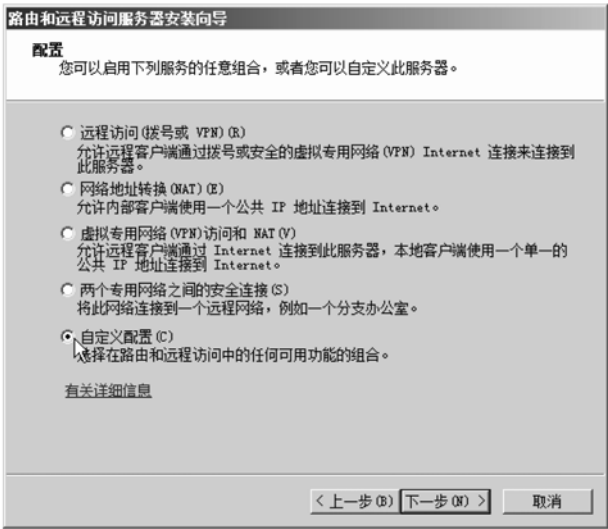 路由和远程访问服务器安装向导
配置
您可以启用下列服务的任意组合，或者您可以自定义此服务器。
远程访问(拨号或 VPN)(R)
允许远程客户端通过拨号或安全的虚拟专用网络(VPN) Internet 连接来连接到
此服务器。
网络地址转换(NAT)(E)
允许内部客户端使用一个公共 IP 地址连接到 Internet。
虚拟专用网络(VPN)访问和 NAT(V)
允许远程客户端通过 Internet 连接到此服务器，本地客户端使用一个单一的
公共 IP 地址连接到 Internet。
两个专用网络之间的安全连接(S)
将此网络连接到一个远程网络，例如一个分支办公室。
自定义配置(C)
选择在路由和远程访问中的任何可用功能的组合。
有关详细信息
< 上一步(B) 下一步(N) > 取消